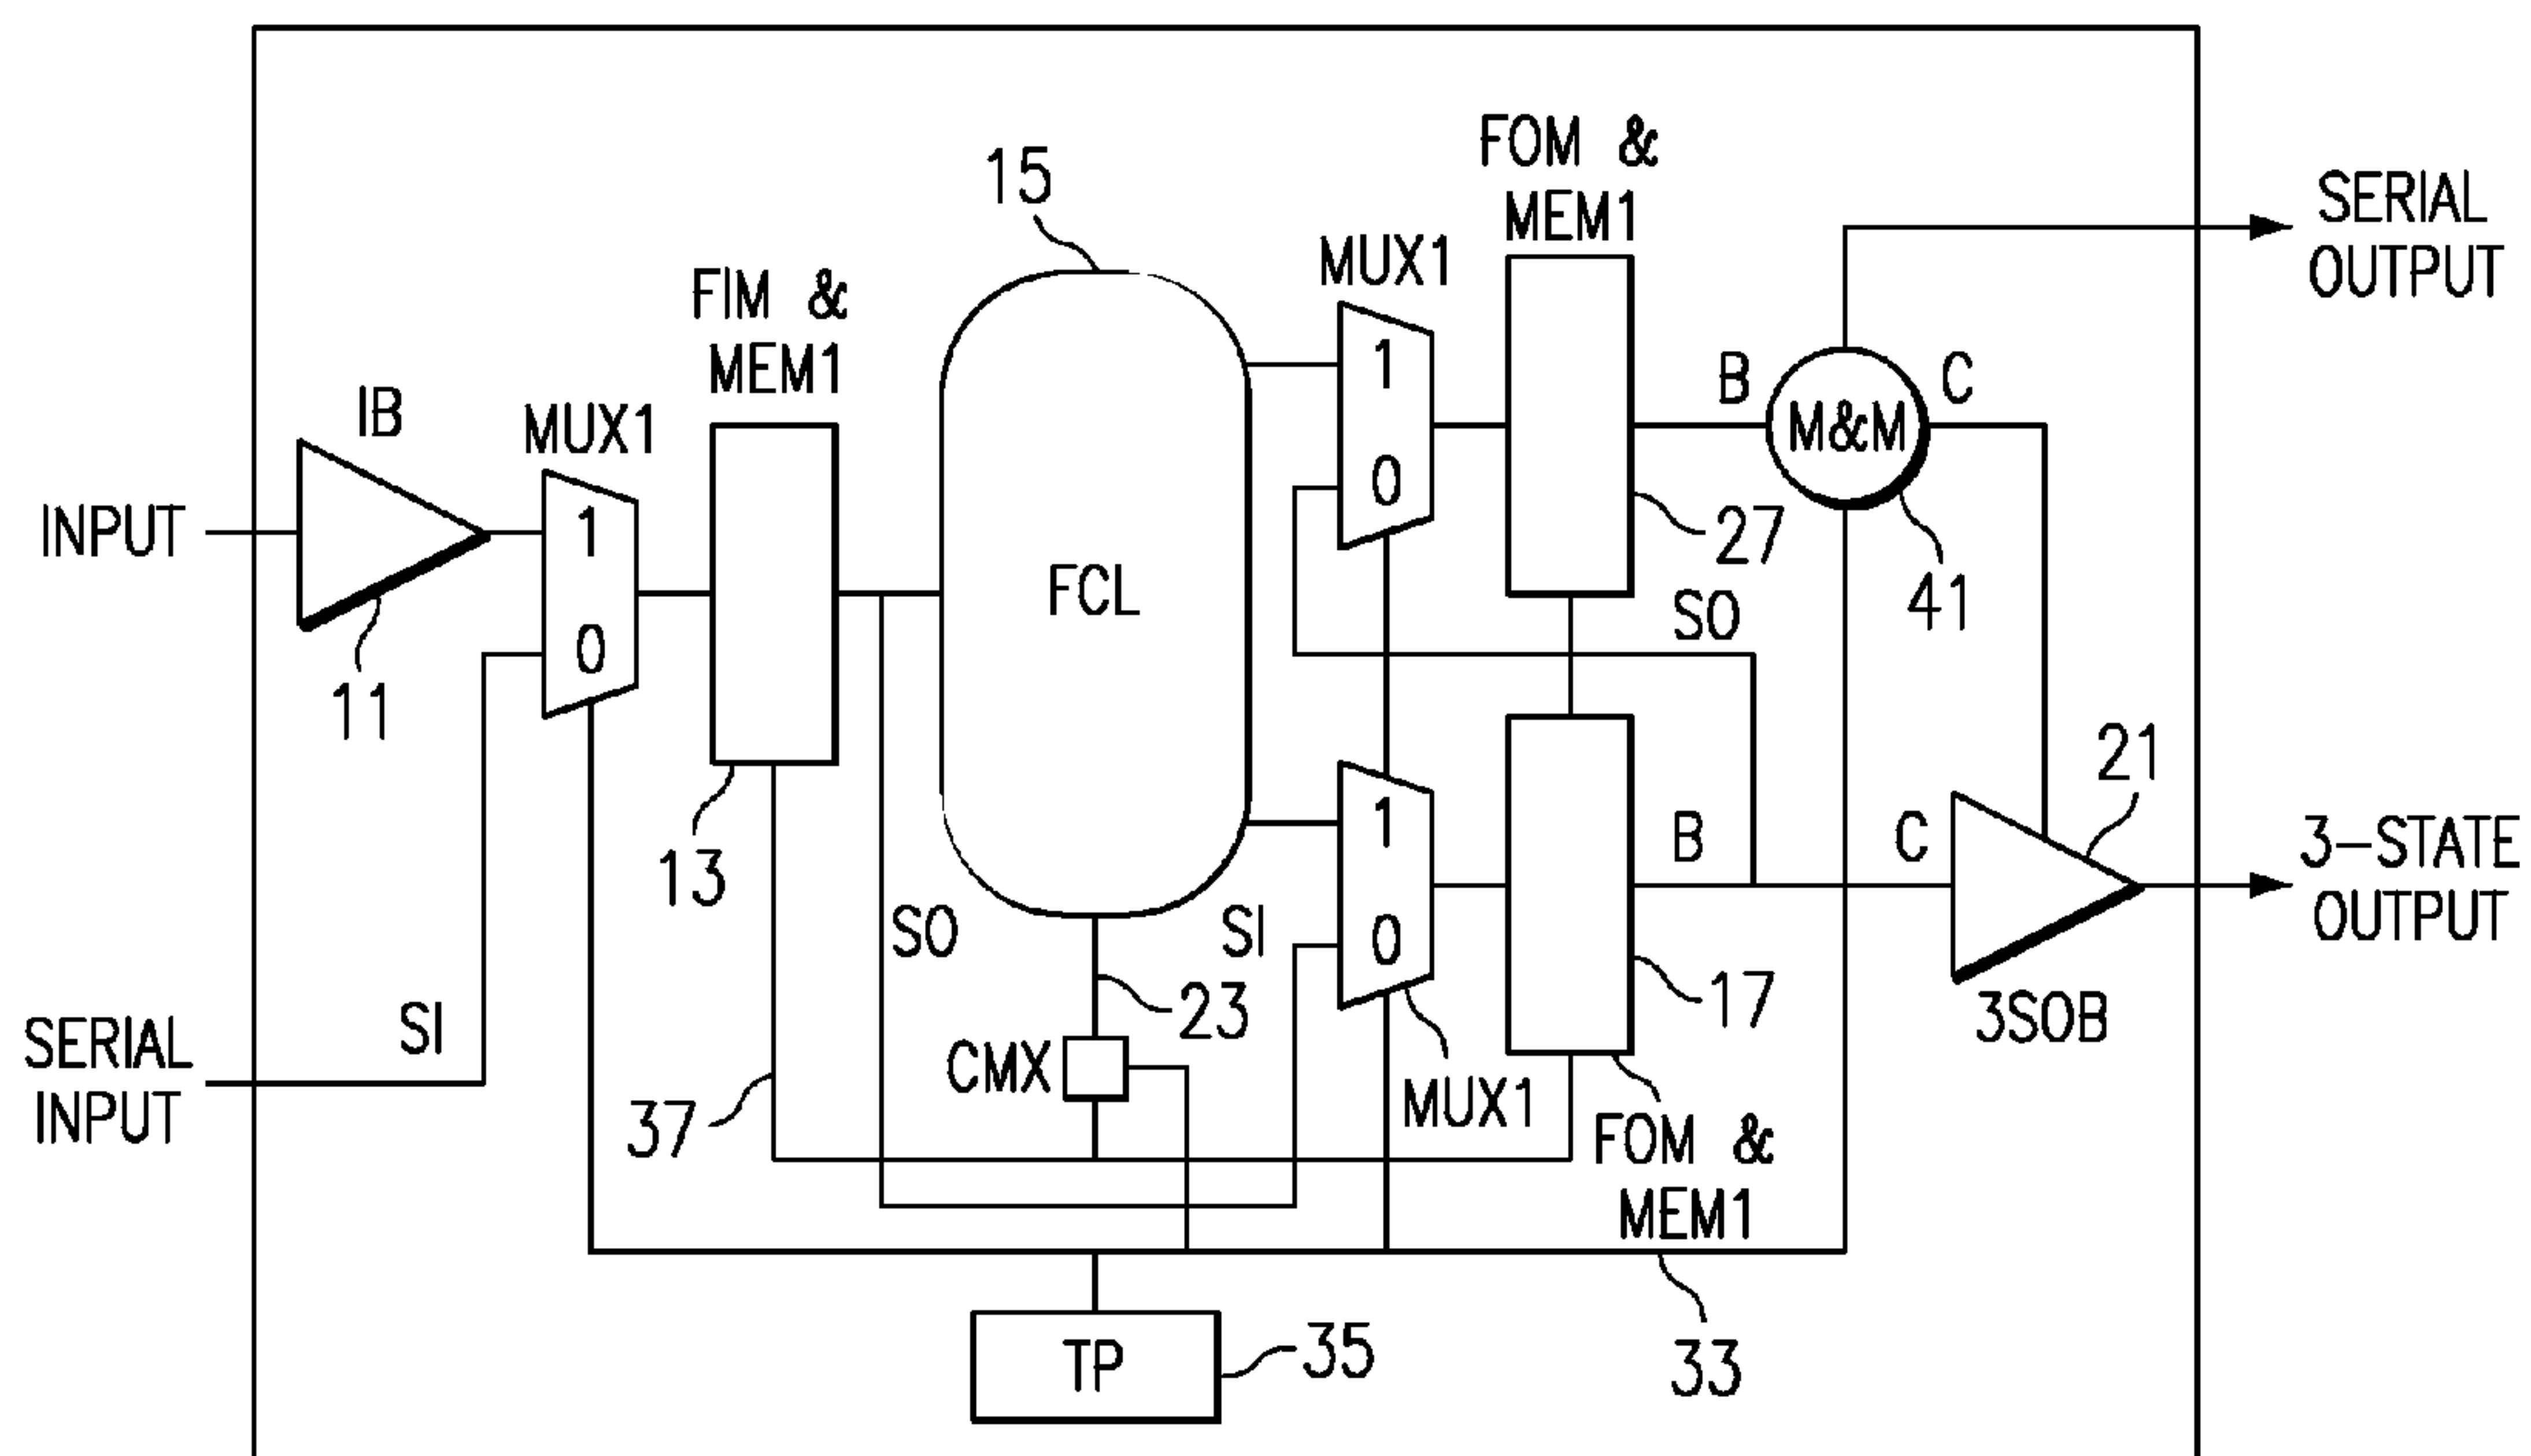 FOM &
MEM1
15
SERIAL
OUTPUT
MUX1
FIM &
MEM1
1
B
C
IB
MUX1
M&M
0
INPUT
1
27
FCL
41
SO
0
11
21
1
B
C
3-STATE
OUTPUT
13
SO
SI
0
23
17
3SOB
SI
SERIAL
INPUT
CMX
37
MUX1
FOM &
MEM1
TP
35
33